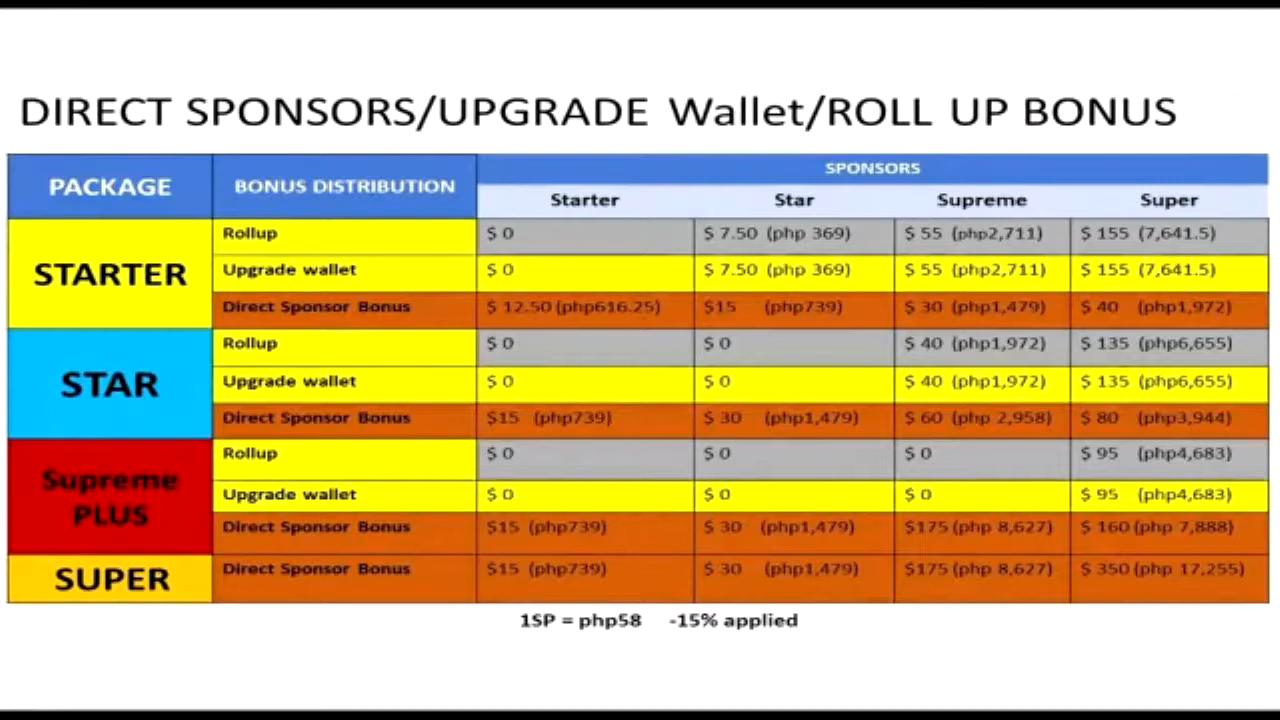 DIRECT SPONSORS/UPGRADE Wallet/ROLL UP BONUS
PACKAGE BONUS DISTRIBUTION SPONSORS
Starter Star Supreme Super
STARTER
Rollup $ 0 $ 7.50 (php 369) $ 55 (php2,711) $ 155 (7,641.5)
Upgrade wallet $ 0 $ 7.50 (php 369) $ 55 (php2,711) $ 155 (7,641.5)
Direct Sponsor Bonus $ 12.50 (php616.25) $15 (php739) $ 30 (php1,479) $ 40 (php1,972)
STAR
Rollup $ 0 $ 0 $ 40 (php1,972) $ 135 (php6,655)
Upgrade wallet $ 0 $ 0 $ 40 (php1,972) $ 135 (php6,655)
Direct Sponsor Bonus $15 (php739) $ 30 (php1,479) $ 60 (php 2,958) $ 80 (php3,944)
Supreme
PLUS
Rollup $ 0 $ 0 $ 0 $ 95 (php4,683)
Upgrade wallet $ 0 $ 0 $ 0 $ 95 (php4,683)
Direct Sponsor Bonus $15 (php739) $ 30 (php1,479) $175 (php 8,627) $ 160 (php 7,888)
SUPER
Direct Sponsor Bonus $15 (php739) $ 30 (php1,479) $175 (php 8,627) $ 350 (php 17,255)
1SP = php58 -15% applied